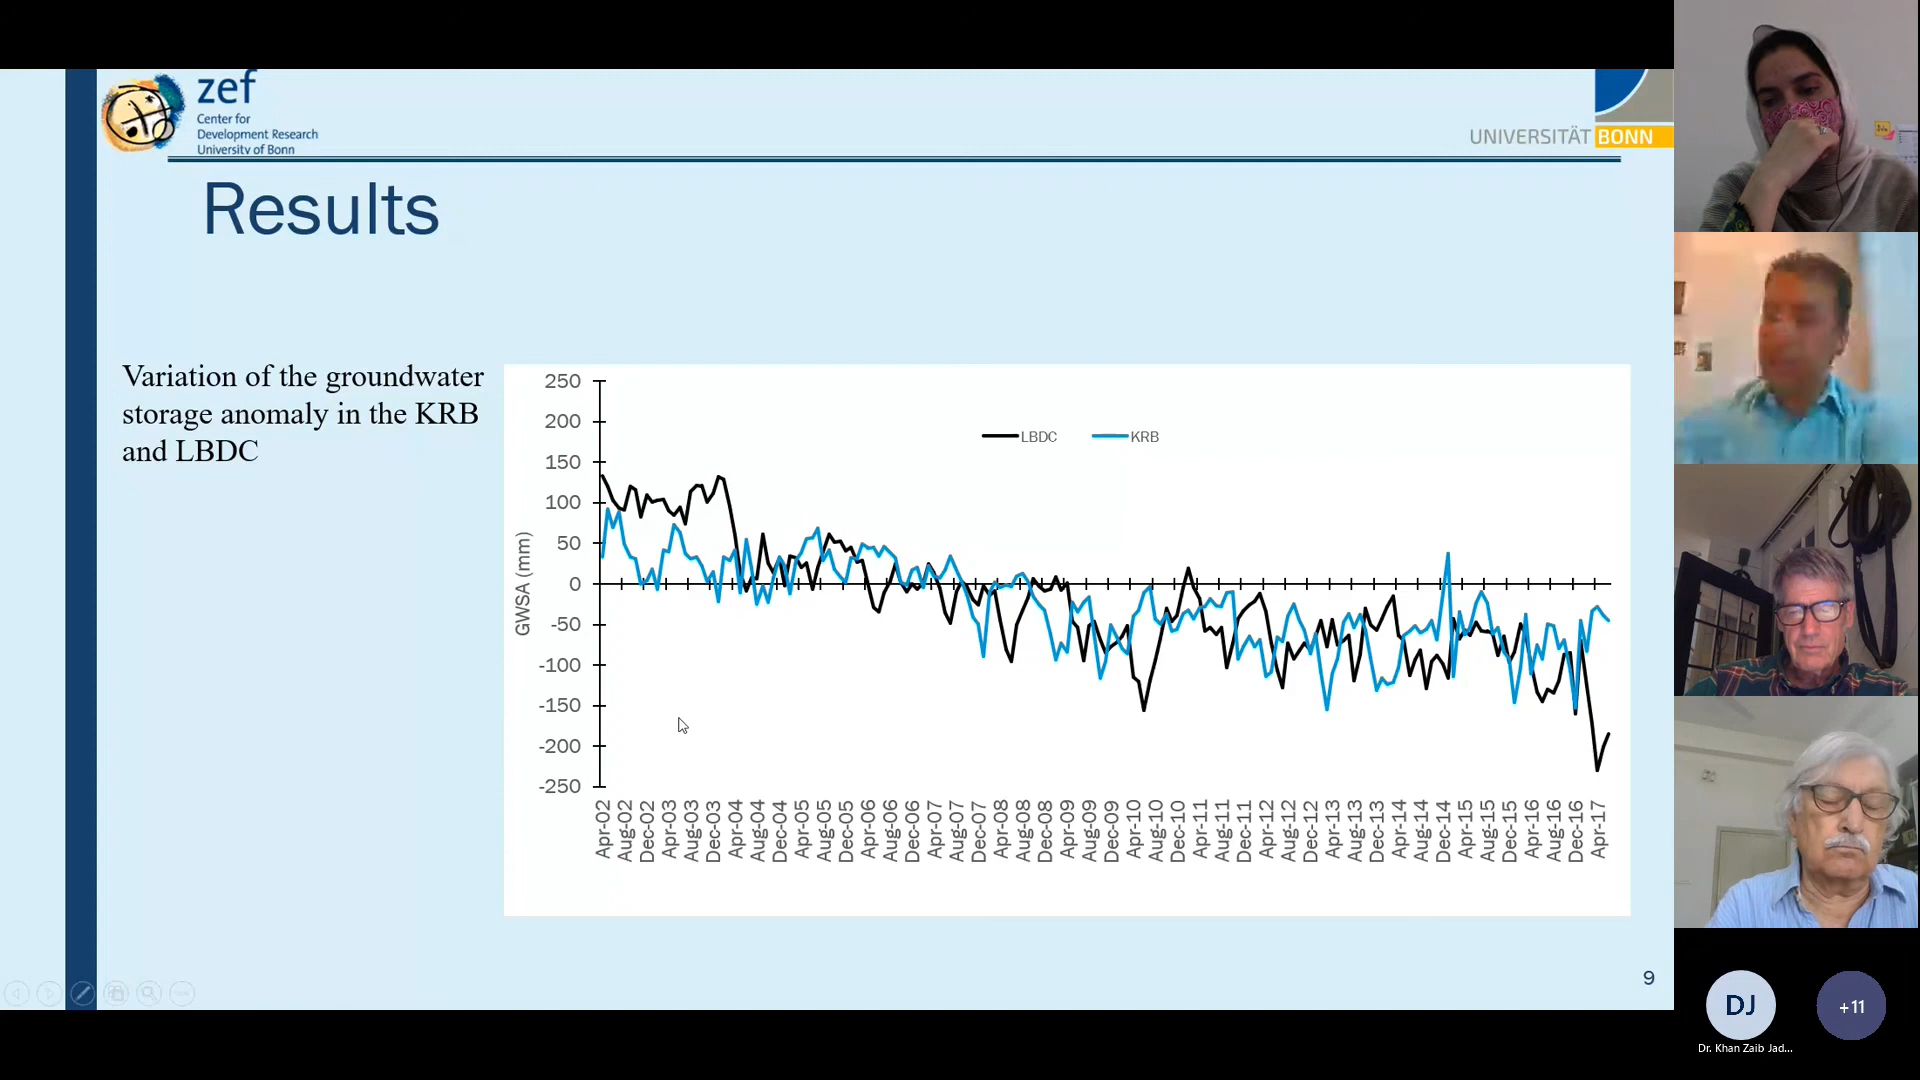 zef
Center for
Development Research
University of Bonn
UNIVERSITÄT BONN
Results
Variation of the groundwater
storage anomaly in the KRB
and LBDC
250
200
150
100
50
0
-50
-100
-150
-200
-250
GWSA (mm)
LBDC
KRB
Apr-02
Aug-02
Dec-02
Apr-03
Aug-03
Dec-03
Apr-04
Aug-04
Dec-04
Apr-05
Aug-05
Dec-05
Apr-06
Aug-06
Dec-06
Apr-07
Aug-07
Dec-07
Apr-08
Aug-08
Dec-08
Apr-09
Aug-09
Dec-09
Apr-10
Aug-10
Dec-10
Apr-11
Aug-11
Dec-11
Apr-12
Aug-12
Dec-12
Apr-13
Aug-13
Dec-13
Apr-14
Aug-14
Dec-14
Apr-15
Aug-15
Dec-15
Apr-16
Aug-16
Dec-16
Apr-17
9
DJ
+11
Dr. Khan Zaib Jad...